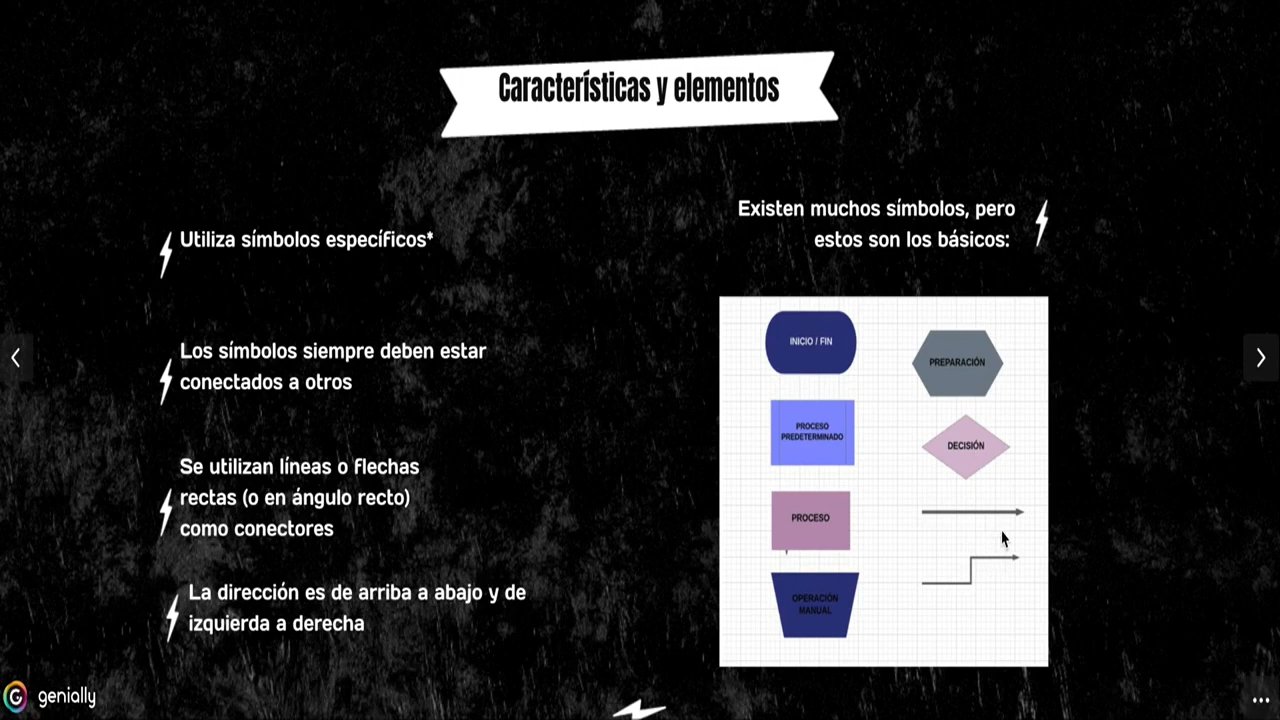 Características y elementos
Utiliza símbolos específicos*
Los símbolos siempre deben estar
conectados a otros
Se utilizan líneas o flechas
rectas (o en ángulo recto)
como conectores
La dirección es de arriba a abajo y de
izquierda a derecha
Existen muchos símbolos, pero
estos son los básicos:
INICIO / FIN
PREPARACIÓN
PROCESO
PREDETERMINADO
DECISIÓN
PROCESO
OPERACIÓN
MANUAL
genially